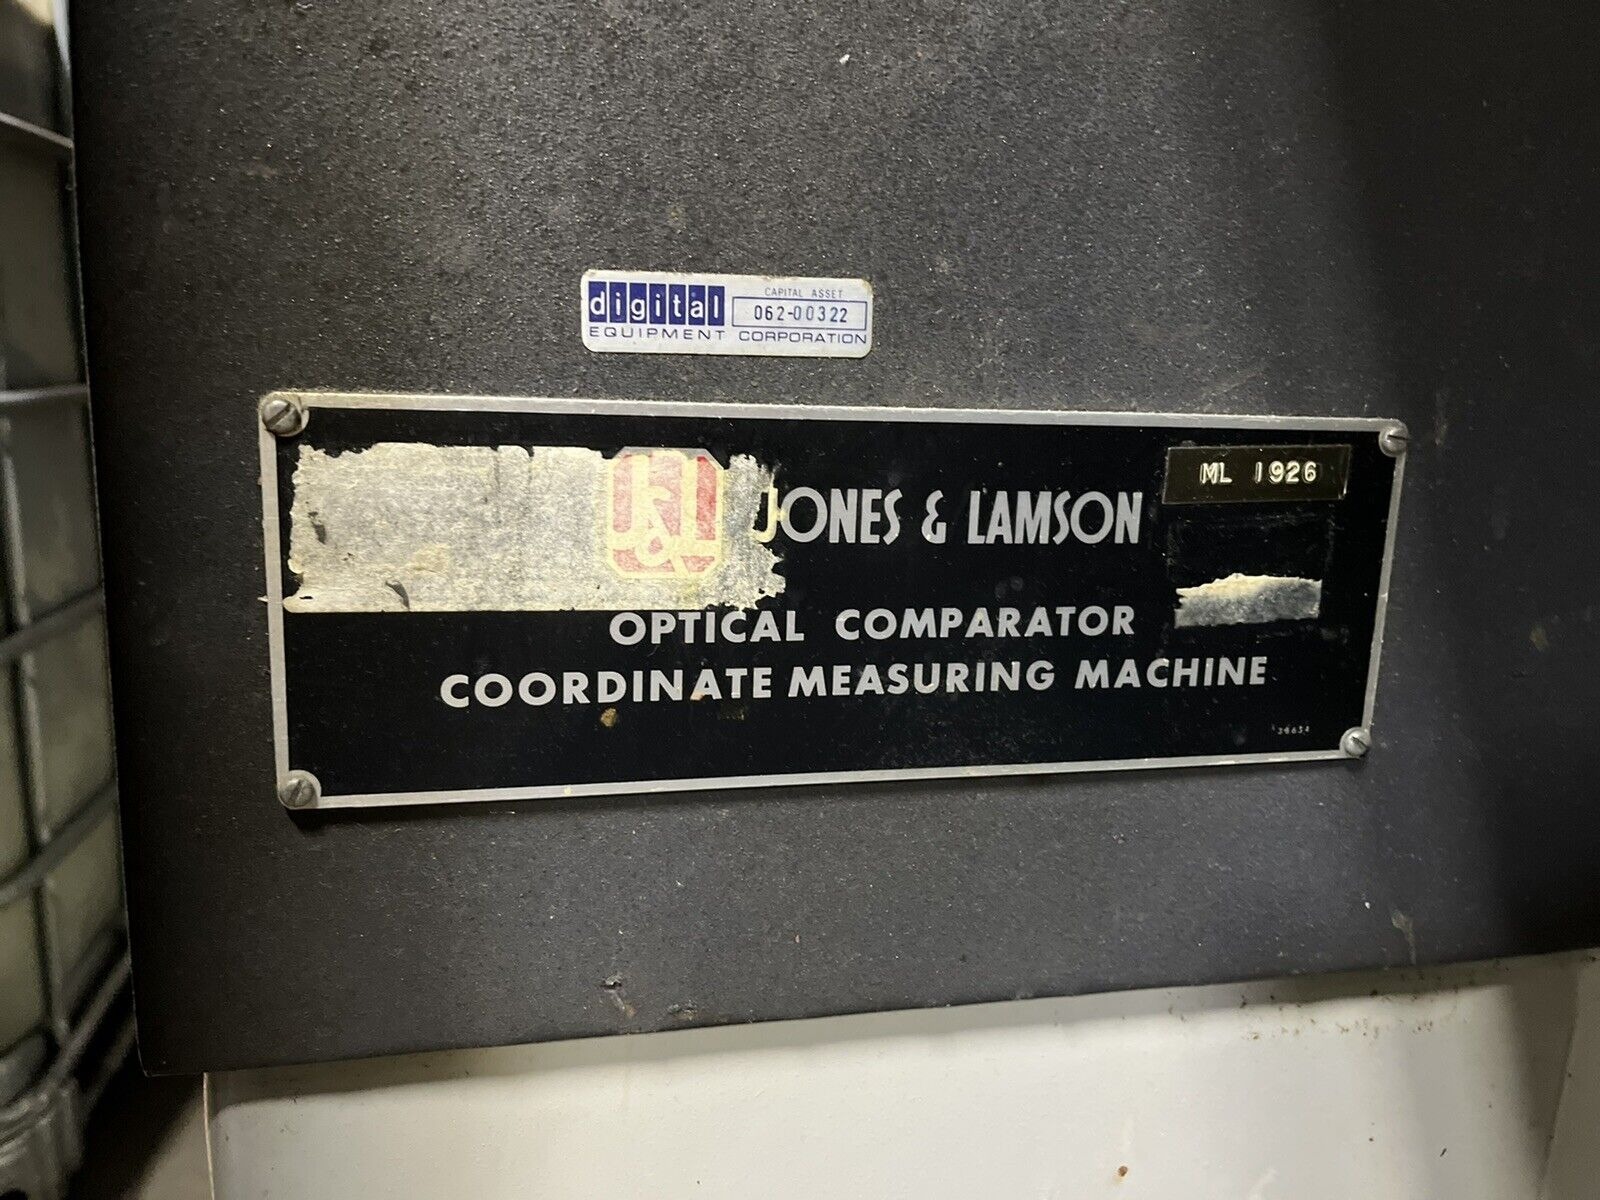 digital CAPITAL ASSET
062-00322
EQUIPMENT CORPORATION
ML 1926
J&L JONES & LAMSON
OPTICAL COMPARATOR
COORDINATE MEASURING MACHINE